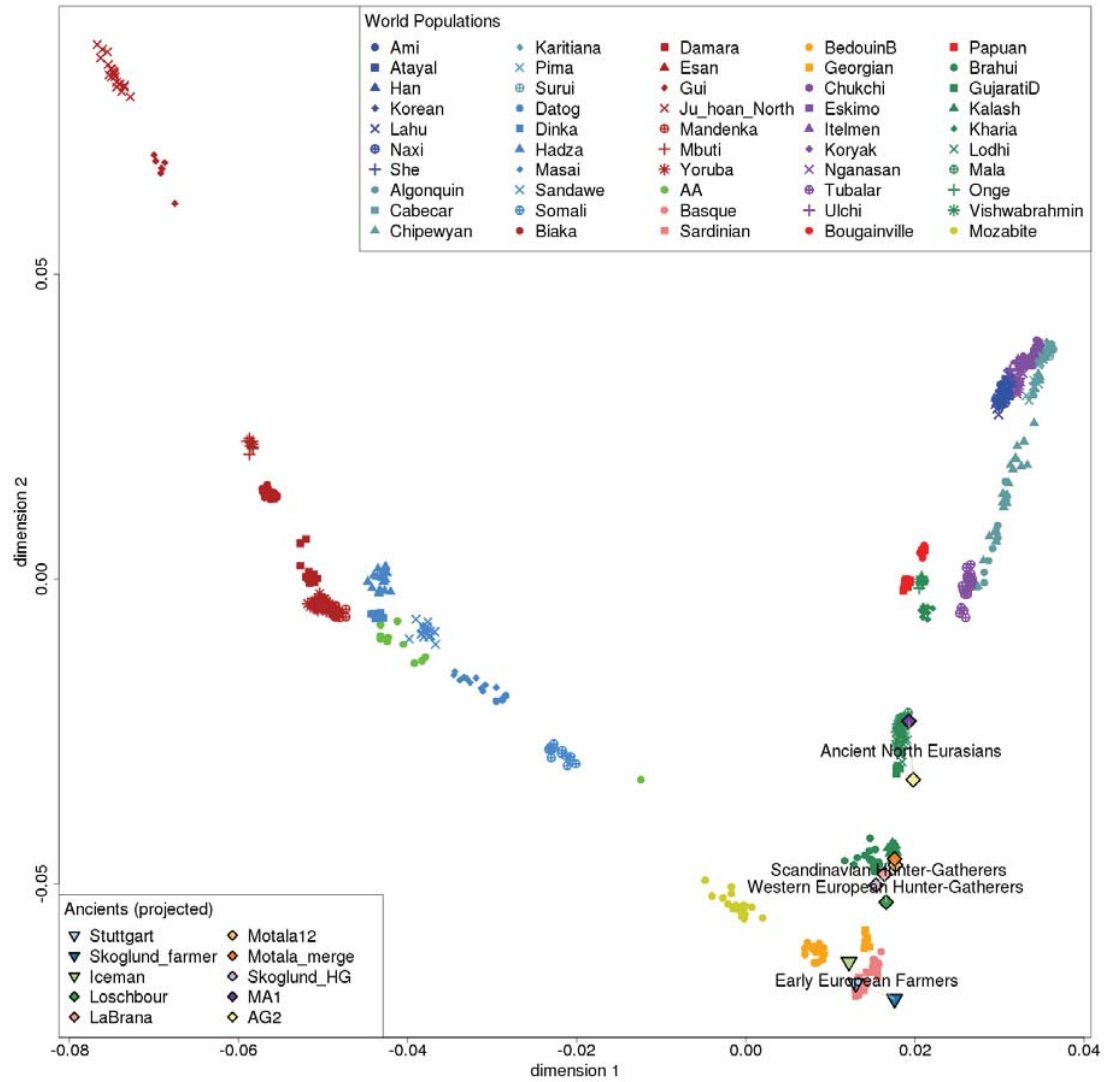 World Populations
Ami Karitiana Damara BedouinB Papuan
Atayal Pima Esan Georgian Brahui
Han Surui Gui Chukchi GujaratiD
Korean Datog Ju_hoan_North Eskimo Kalash
Lahu Dinka Mandenka Itelmen Kharia
Naxi Hadza Mbuti Koryak Lodhi
She Masai Yoruba Nganasan Mala
Algonquin Sandawe AA Tubalar Onge
Cabecar Somali Basque Ulchi Vishwabrahmin
Chipewyan Biaka Sardinian Bougainville Mozabite
0.05
0.00
-0.05
dimension 2
Ancient North Eurasians
Scandinavian Hunter-Gatherers
Western European Hunter-Gatherers
Early European Farmers
Ancients (projected)
Stuttgart Motala12
Skoglund_farmer Motala_merge
Iceman Skoglund_HG
Loschbour MA1
LaBrana AG2
-0.08 -0.06 -0.04 -0.02 0.00 0.02 0.04
dimension 1